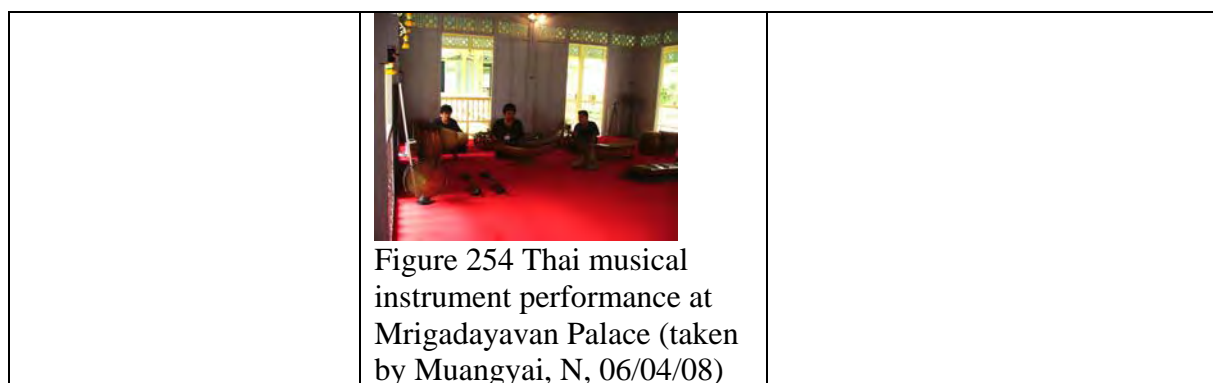 Figure 254 Thai musical
instrument performance at
Mrigadayavan Palace (taken
by Muangyai, N, 06/04/08)